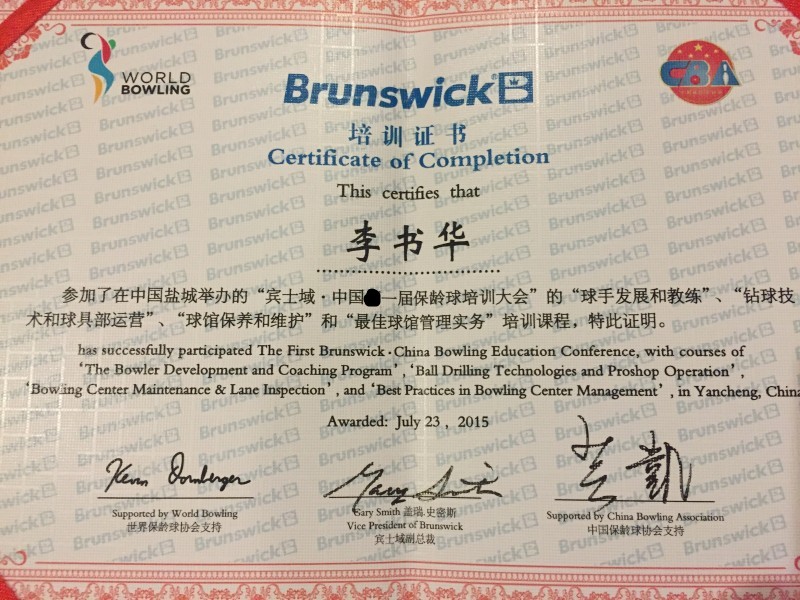 WORLD
BOWLING
CBA
Brunswick
培训证书
Certificate of Completion
This certifies that
李书华
参加了在中国盐城举办的“宾士域·中国一届保龄球培训大会”的“球手发展和教练”、“钻球技
术和球具部运营”、“球馆保养和维护”和“最佳球馆管理实务”培训课程，特此证明。
has successfully participated The First Brunswick·China Bowling Education Conference, with courses of
‘The Bowler Development and Coaching Program’, ‘Ball Drilling Technologies and Proshop Operation’,
‘Bowling Center Maintenance & Lane Inspection’, and ‘Best Practices in Bowling Center Management’, in Yancheng, China
Awarded: July 23, 2015
Kevin Dornberger
Gary Smith
Supported by World Bowling
世界保龄球协会支持
Gary Smith 盖瑞.史密斯
Vice President of Brunswick
宾士域副总裁
Supported by China Bowling Association
中国保龄球协会支持